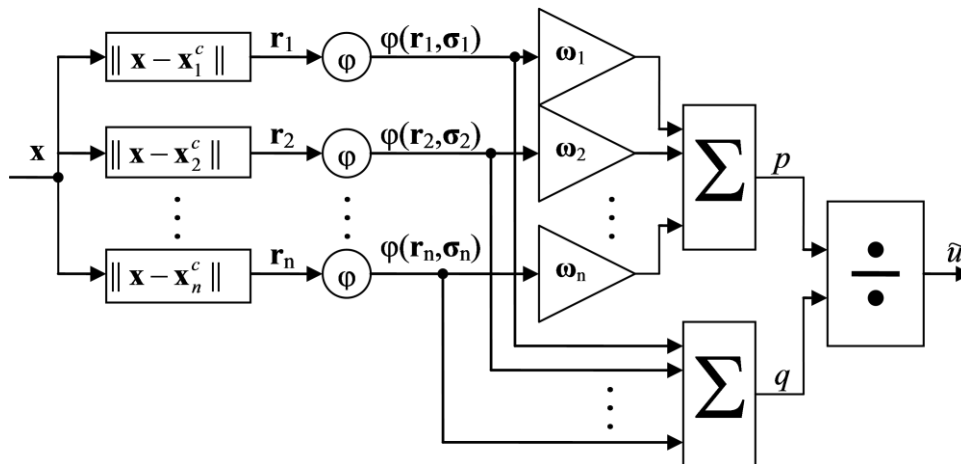 x
‖ x − x₁ᶜ ‖ r₁ φ φ(r₁,σ₁) ω₁
‖ x − x₂ᶜ ‖ r₂ φ φ(r₂,σ₂) ω₂
‖ x − xₙᶜ ‖ rₙ φ φ(rₙ,σₙ) ωₙ
∑ p
∑ q
÷ ũ